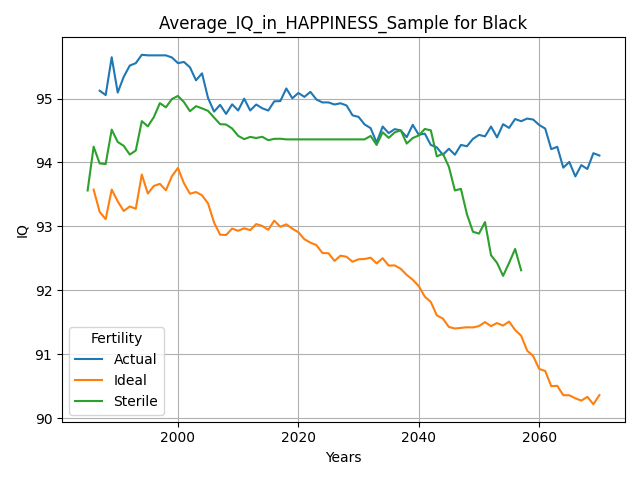 Average_IQ_in_HAPPINESS_Sample for Black
IQ
95
94
93
92
91
90
Fertility
Actual
Ideal
Sterile
2000 2020 2040 2060
Years